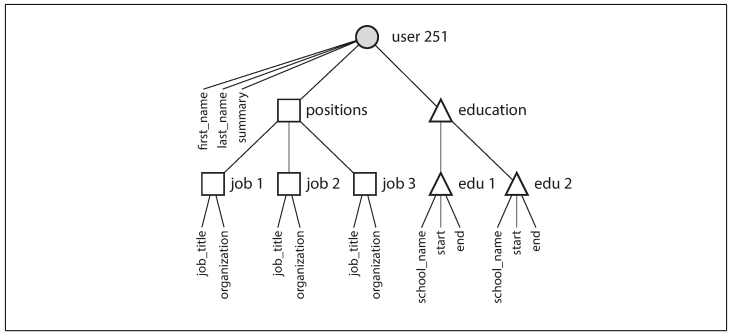 user 251
first_name
last_name
summary
positions
education
job 1
job 2
job 3
edu 1
edu 2
job_title
organization
job_title
organization
job_title
organization
school_name
start
end
school_name
start
end